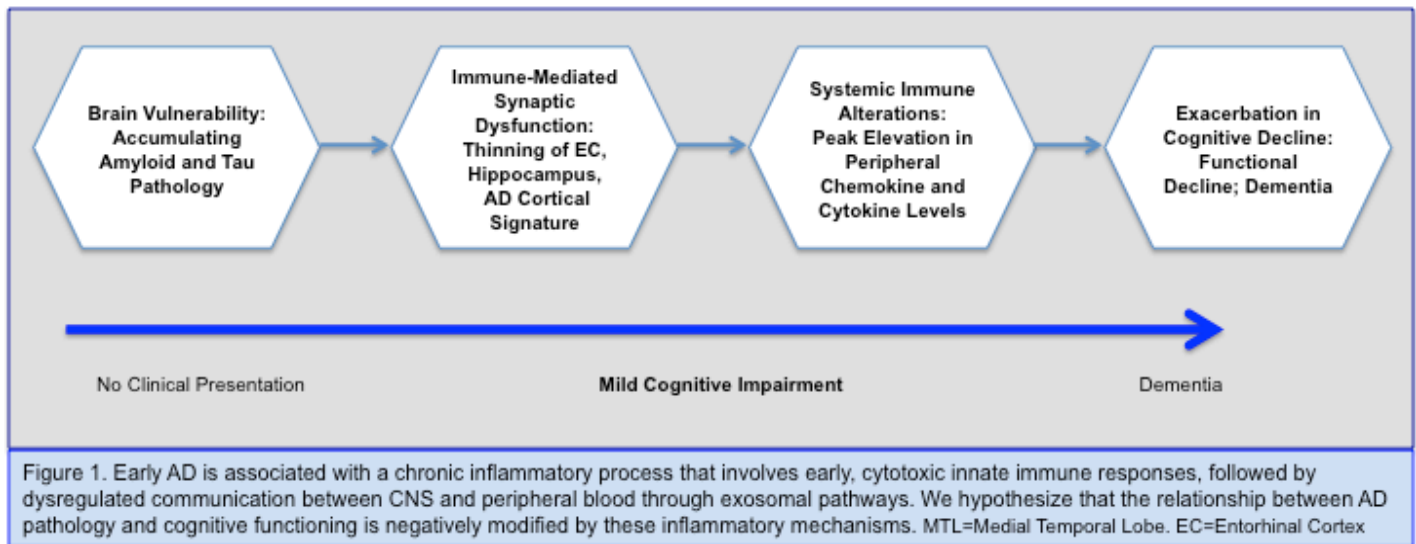 Brain Vulnerability:
Accumulating
Amyloid and Tau
Pathology
Immune-Mediated
Synaptic
Dysfunction:
Thinning of EC,
Hippocampus,
AD Cortical
Signature
Systemic Immune
Alterations:
Peak Elevation in
Peripheral
Chemokine and
Cytokine Levels
Exacerbation in
Cognitive Decline:
Functional
Decline; Dementia
No Clinical Presentation
Mild Cognitive Impairment
Dementia
Figure 1. Early AD is associated with a chronic inflammatory process that involves early, cytotoxic innate immune responses, followed by
dysregulated communication between CNS and peripheral blood through exosomal pathways. We hypothesize that the relationship between AD
pathology and cognitive functioning is negatively modified by these inflammatory mechanisms. MTL=Medial Temporal Lobe. EC=Entorhinal Cortex